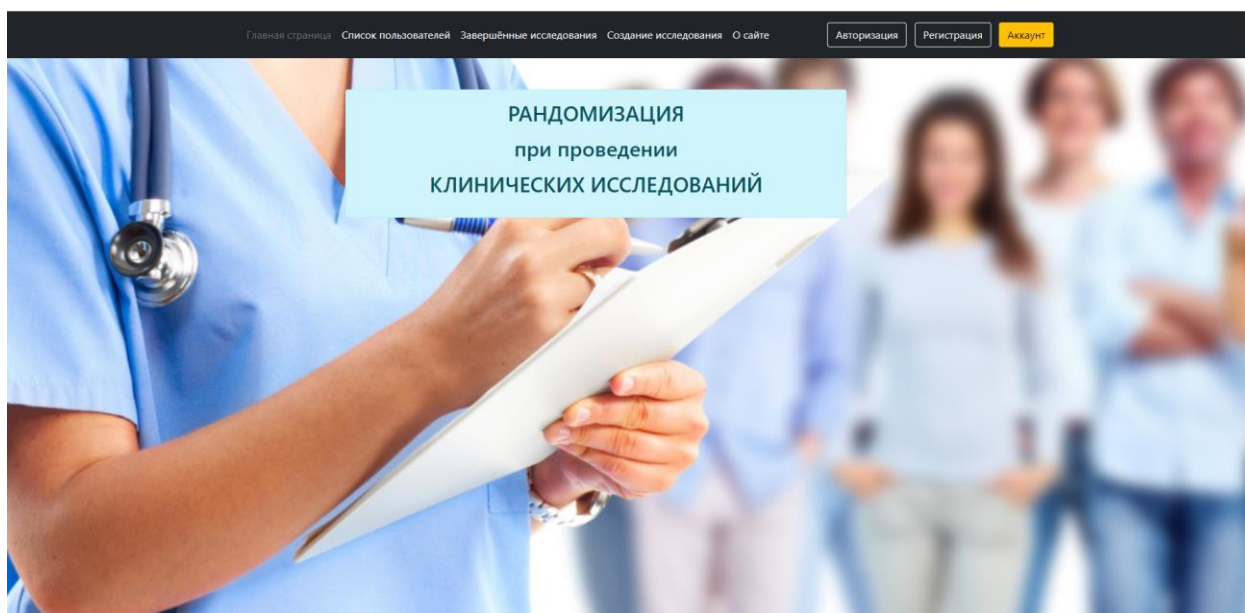 Главная страница Список пользователей Завершённые исследования Создание исследования О сайте Авторизация Регистрация Аккаунт
РАНДОМИЗАЦИЯ
при проведении
КЛИНИЧЕСКИХ ИССЛЕДОВАНИЙ